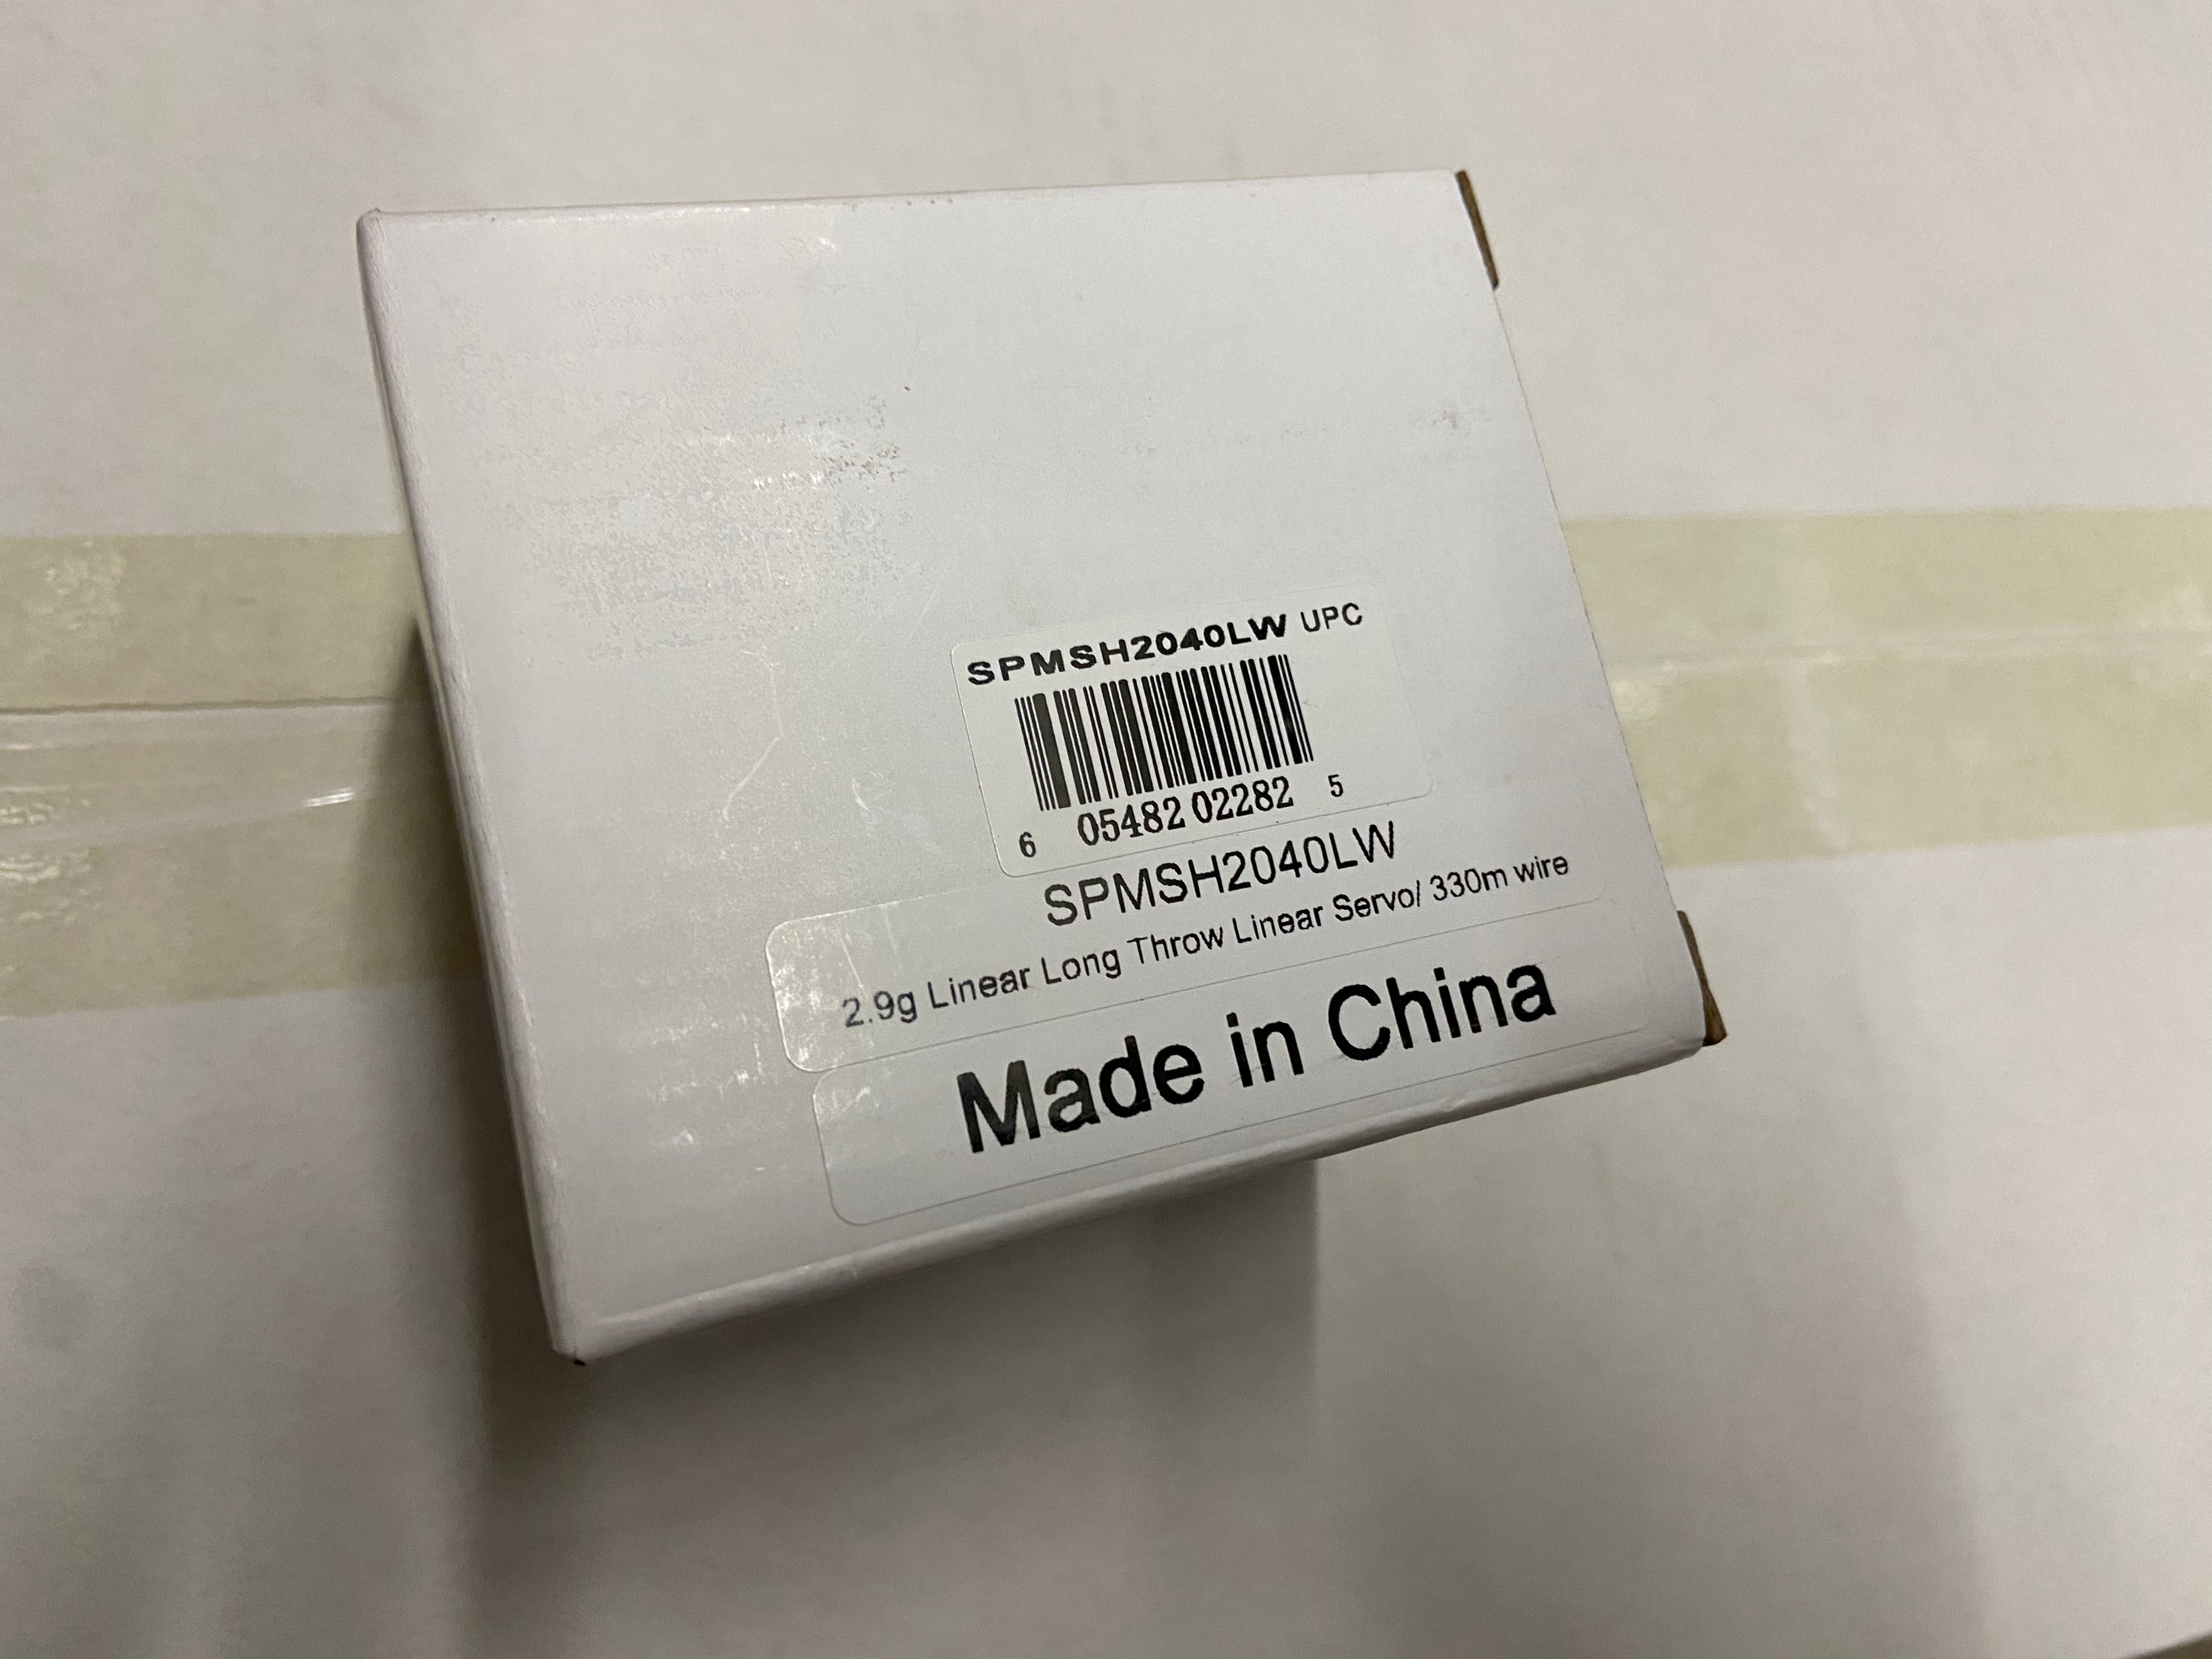 SPMSH2040LW UPC
6 05482 02282 5
SPMSH2040LW
2.9g Linear Long Throw Linear Servo/ 330m wire
Made in China